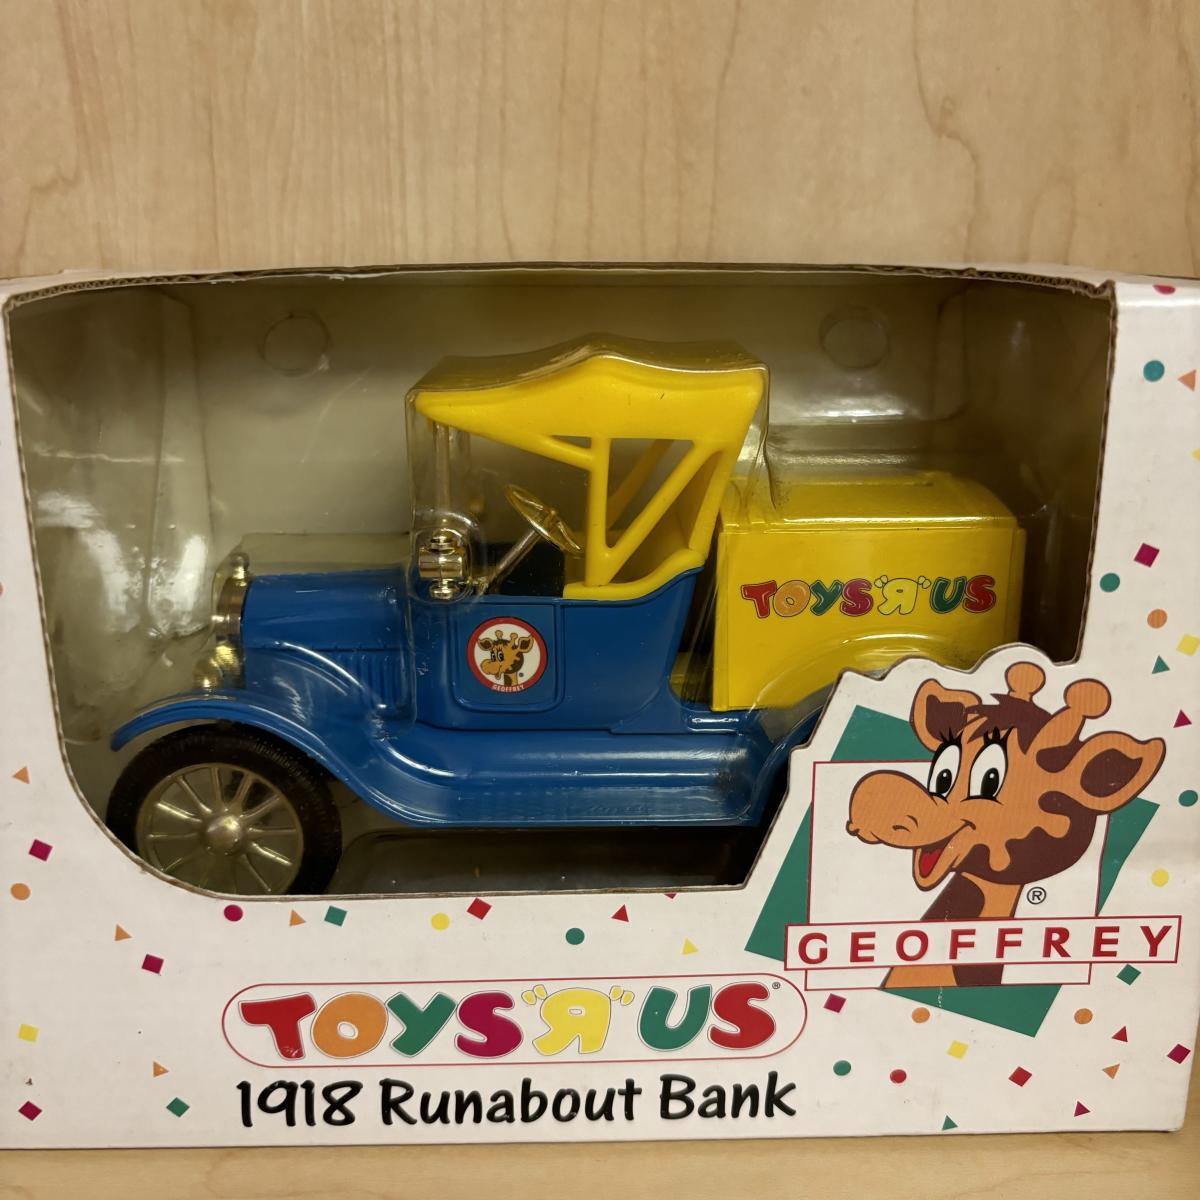 TOYS "R" US
GEOFFREY
GEOFFREY
®
TOYS "R" US®
1918 Runabout Bank